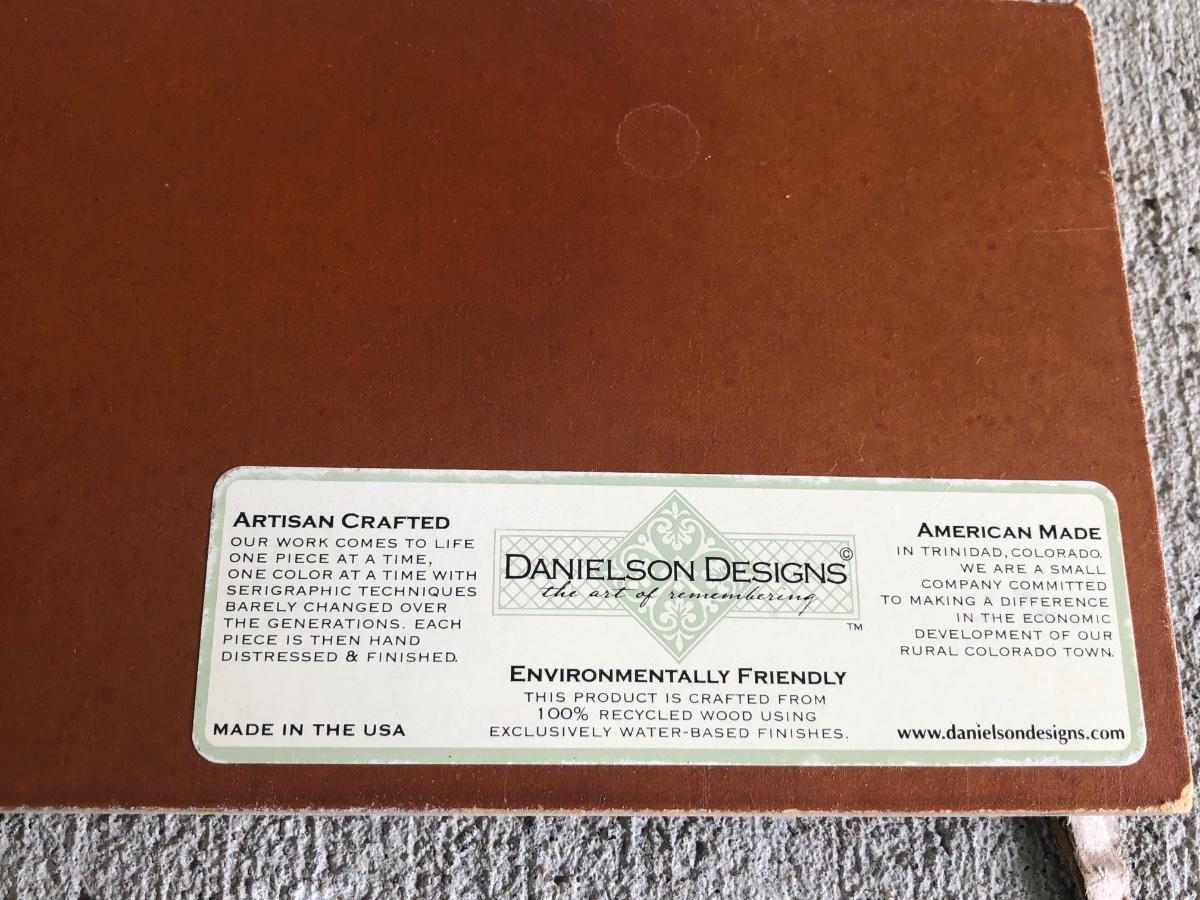 ARTISAN CRAFTED
OUR WORK COMES TO LIFE
ONE PIECE AT A TIME,
ONE COLOR AT A TIME WITH
SERIGRAPHIC TECHNIQUES
BARELY CHANGED OVER
THE GENERATIONS. EACH
PIECE IS THEN HAND
DISTRESSED & FINISHED.
MADE IN THE USA
DANIELSON DESIGNS©
the art of remembering
™
ENVIRONMENTALLY FRIENDLY
THIS PRODUCT IS CRAFTED FROM
100% RECYCLED WOOD USING
EXCLUSIVELY WATER-BASED FINISHES.
AMERICAN MADE
IN TRINIDAD, COLORADO.
WE ARE A SMALL
COMPANY COMMITTED
TO MAKING A DIFFERENCE
IN THE ECONOMIC
DEVELOPMENT OF OUR
RURAL COLORADO TOWN.
www.danielsondesigns.com